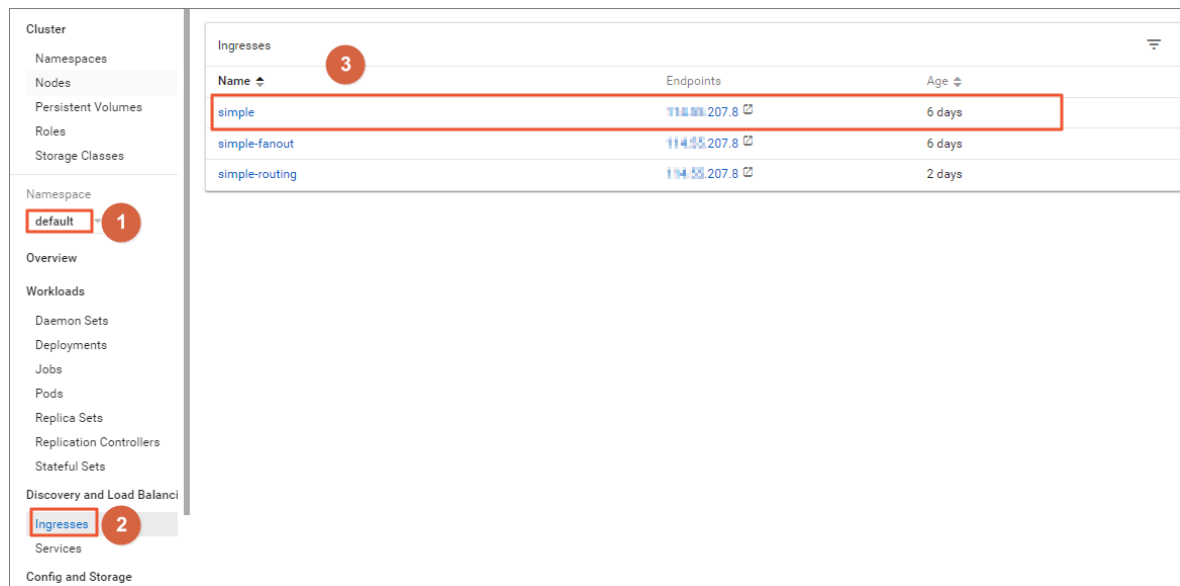 Cluster
Namespaces
Nodes
Persistent Volumes
Roles
Storage Classes
Namespace
default 1
Overview
Workloads
Daemon Sets
Deployments
Jobs
Pods
Replica Sets
Replication Controllers
Stateful Sets
Discovery and Load Balanci
Ingresses 2
Services
Config and Storage
Ingresses
3
Name Endpoints Age
simple 207.8 6 days
simple-fanout 207.8 6 days
simple-routing 207.8 2 days